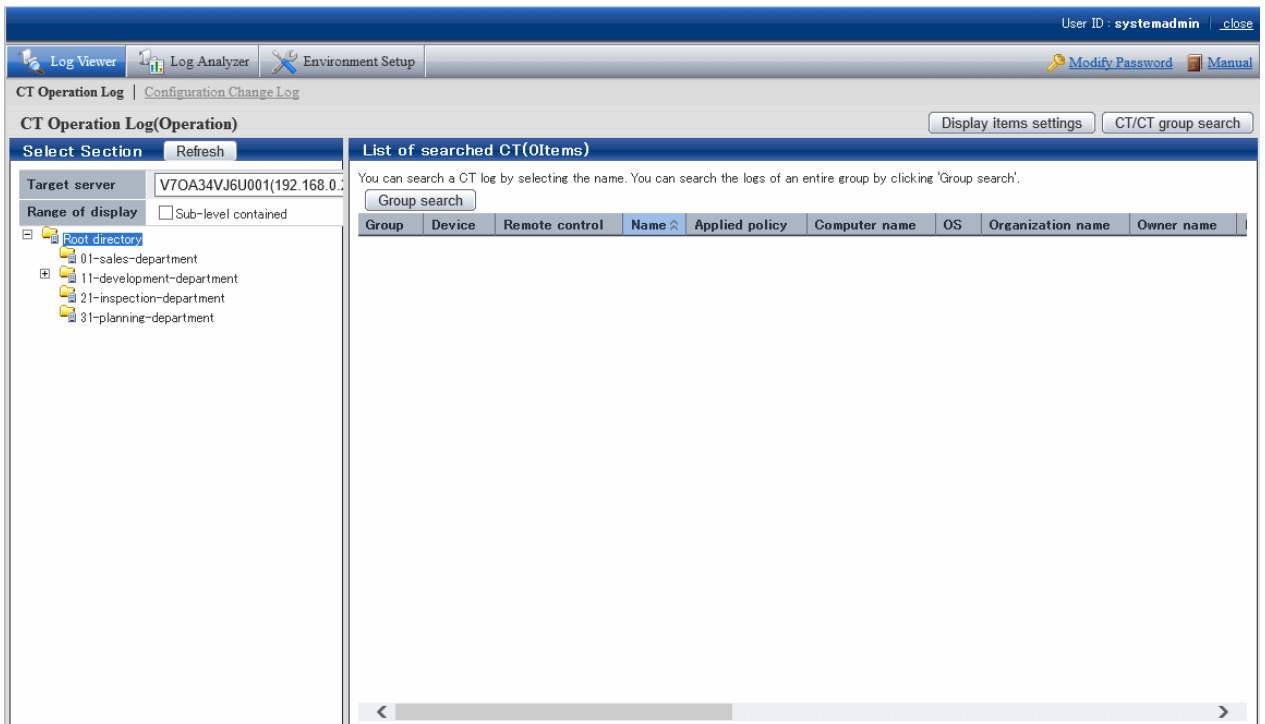 User ID : systemadmin | close
Log Viewer Log Analyzer Environment Setup Modify Password Manual
CT Operation Log | Configuration Change Log
CT Operation Log(Operation) Display items settings CT/CT group search
Select Section Refresh
Target server V7OA34VJ6U001(192.168.0.
Range of display Sub-level contained
Root directory
01-sales-department
11-development-department
21-inspection-department
31-planning-department
List of searched CT(0Items)
You can search a CT log by selecting the name. You can search the logs of an entire group by clicking 'Group search'.
Group search
Group Device Remote control Name Applied policy Computer name OS Organization name Owner name